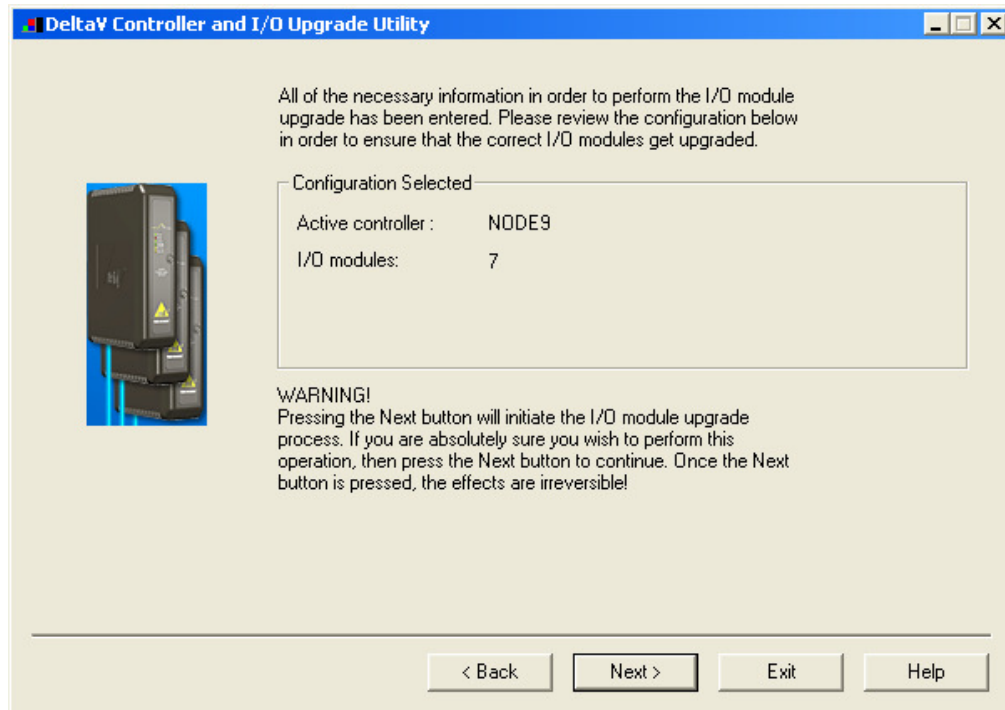 DeltaV Controller and I/O Upgrade Utility
All of the necessary information in order to perform the I/O module
upgrade has been entered. Please review the configuration below
in order to ensure that the correct I/O modules get upgraded.
Configuration Selected
Active controller : NODE9
I/O modules: 7
WARNING!
Pressing the Next button will initiate the I/O module upgrade
process. If you are absolutely sure you wish to perform this
operation, then press the Next button to continue. Once the Next
button is pressed, the effects are irreversible!
< Back Next > Exit Help